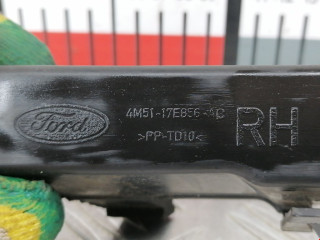 Ford
4M51-17E856-AC
>PP-TD10<
RH